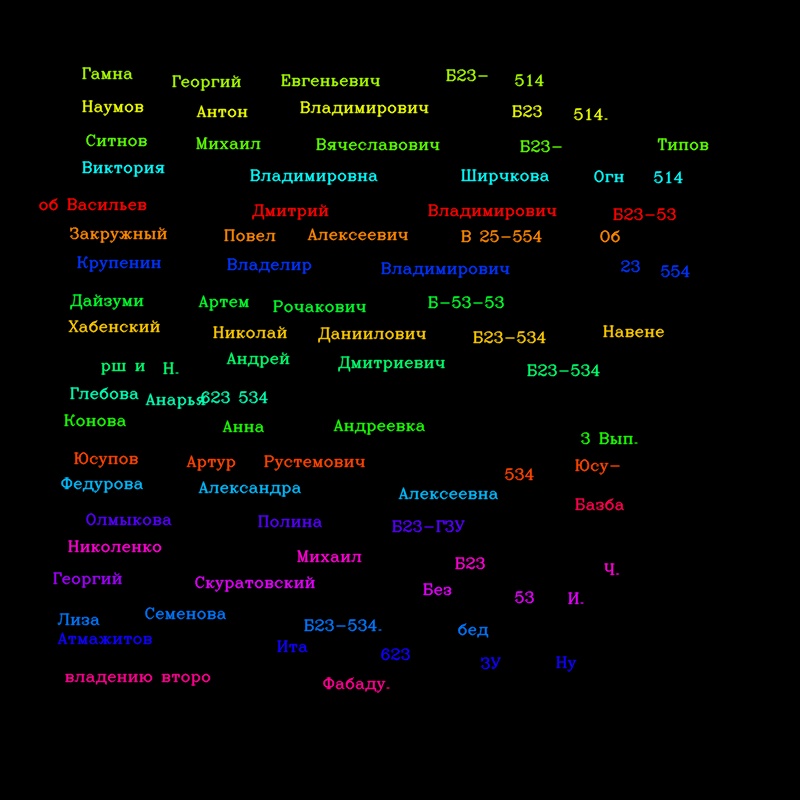 Гамна Георгий Евгеньевич Б23- 514
Наумов Антон Владимирович Б23 514.
Ситнов Михаил Вячеславович Б23- Типов
Виктория Владимировна Ширчкова Огн 514
об Васильев Дмитрий Владимирович Б23-53
Закружный Повел Алексеевич В 25-554 Об
Крупенин Владелир Владимирович 23 554
Дайзуми Артем Рочакович Б-53-53
Хабенский Николай Даниилович Б23-534 Навене
рш и Н. Андрей Дмитриевич Б23-534
Глебова Анарья 623 534
Конова Анна Андреевка 3 Вып.
Юсупов Артур Рустемович 534 Юсу-
Федурова Александра Алексеевна Базба
Олмыкова Полина Б23-ГЗУ
Николенко Михаил Б23 Ч.
Георгий Скуратовский Без 53 И.
Лиза Семенова Б23-534. бед
Атмажитов Ита 623 ЗУ Ну
владению второ Фабаду.